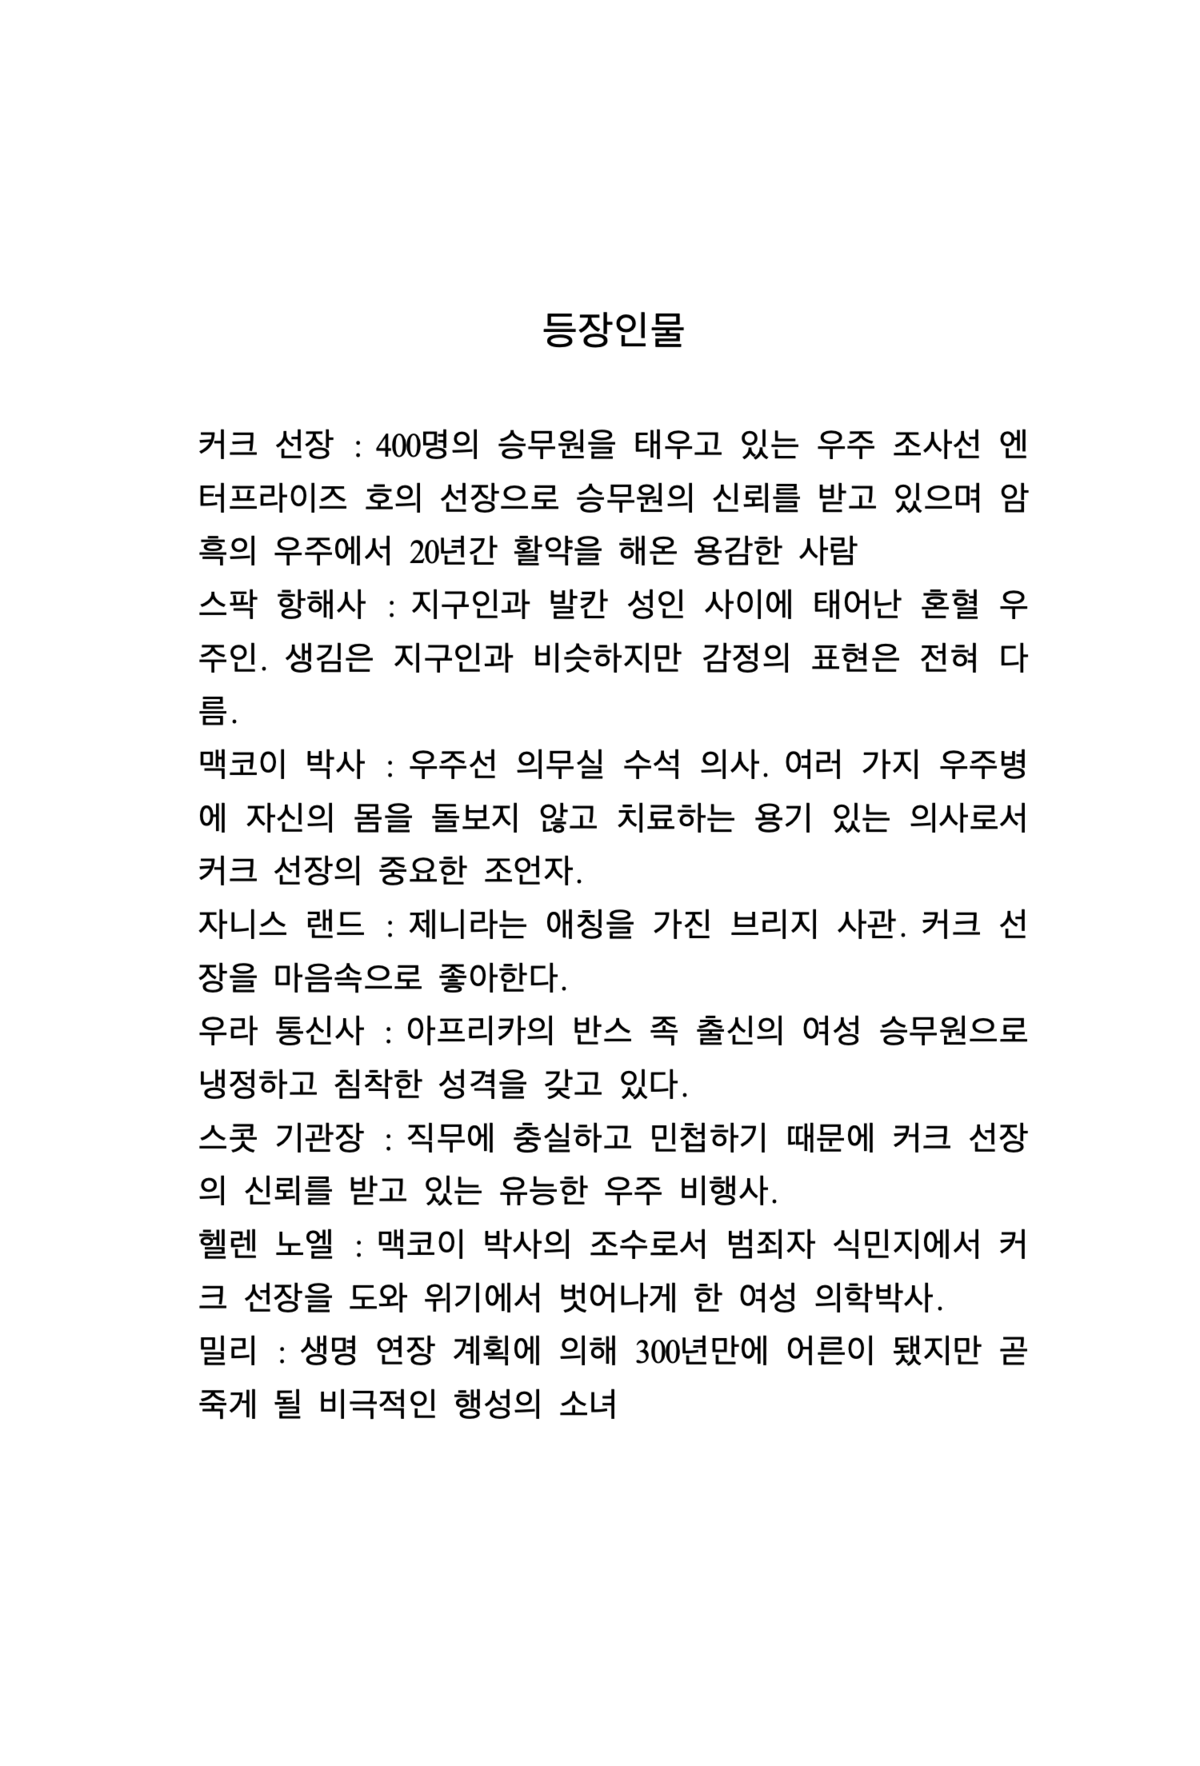 등장인물
커크 선장 : 400명의 승무원을 태우고 있는 우주 조사선 엔
터프라이즈 호의 선장으로 승무원의 신뢰를 받고 있으며 암
흑의 우주에서 20년간 활약을 해온 용감한 사람
스팍 항해사 : 지구인과 발칸 성인 사이에 태어난 혼혈 우
주인. 생김은 지구인과 비슷하지만 감정의 표현은 전혀 다
름.
맥코이 박사 : 우주선 의무실 수석 의사. 여러 가지 우주병
에 자신의 몸을 돌보지 않고 치료하는 용기 있는 의사로서
커크 선장의 중요한 조언자.
자니스 랜드 : 제니라는 애칭을 가진 브리지 사관. 커크 선
장을 마음속으로 좋아한다.
우라 통신사 : 아프리카의 반스 족 출신의 여성 승무원으로
냉정하고 침착한 성격을 갖고 있다.
스콧 기관장 : 직무에 충실하고 민첩하기 때문에 커크 선장
의 신뢰를 받고 있는 유능한 우주 비행사.
헬렌 노엘 : 맥코이 박사의 조수로서 범죄자 식민지에서 커
크 선장을 도와 위기에서 벗어나게 한 여성 의학박사.
밀리 : 생명 연장 계획에 의해 300년만에 어른이 됐지만 곧
죽게 될 비극적인 행성의 소녀